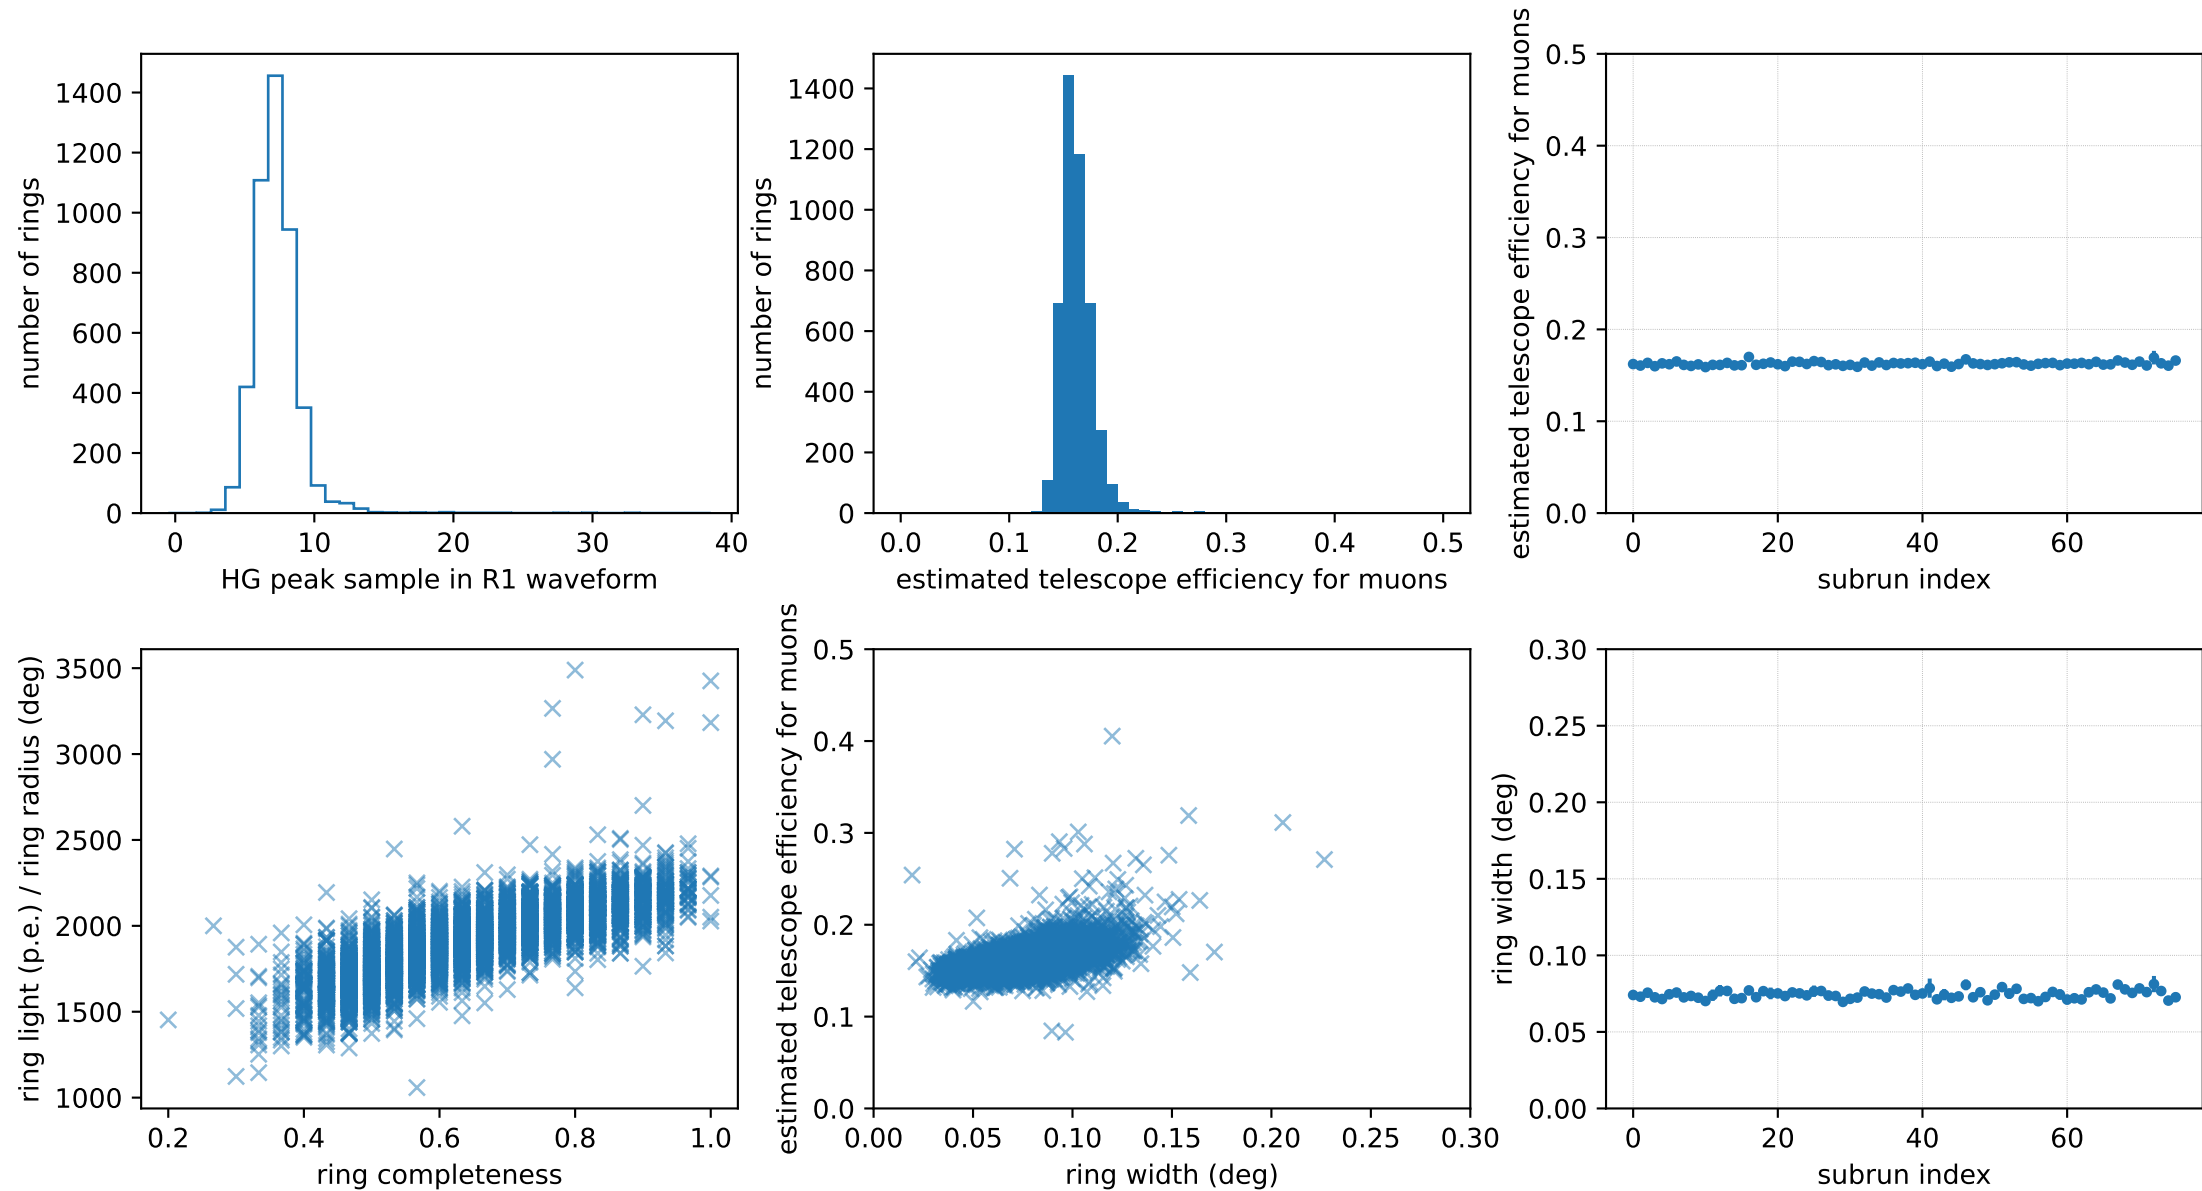 number of rings
1400
1200
1000
800
600
400
200
0
0 10 20 30 40
HG peak sample in R1 waveform
number of rings
1400
1200
1000
800
600
400
200
0
0.0 0.1 0.2 0.3 0.4 0.5
estimated telescope efficiency for muons
estimated telescope efficiency for muons
0.5
0.4
0.3
0.2
0.1
0.0
0 20 40 60
subrun index
ring light (p.e.) / ring radius (deg)
3500
3000
2500
2000
1500
1000
0.2 0.4 0.6 0.8 1.0
ring completeness
estimated telescope efficiency for muons
0.5
0.4
0.3
0.2
0.1
0.0
0.00 0.05 0.10 0.15 0.20 0.25 0.30
ring width (deg)
ring width (deg)
0.30
0.25
0.20
0.15
0.10
0.05
0.00
0 20 40 60
subrun index